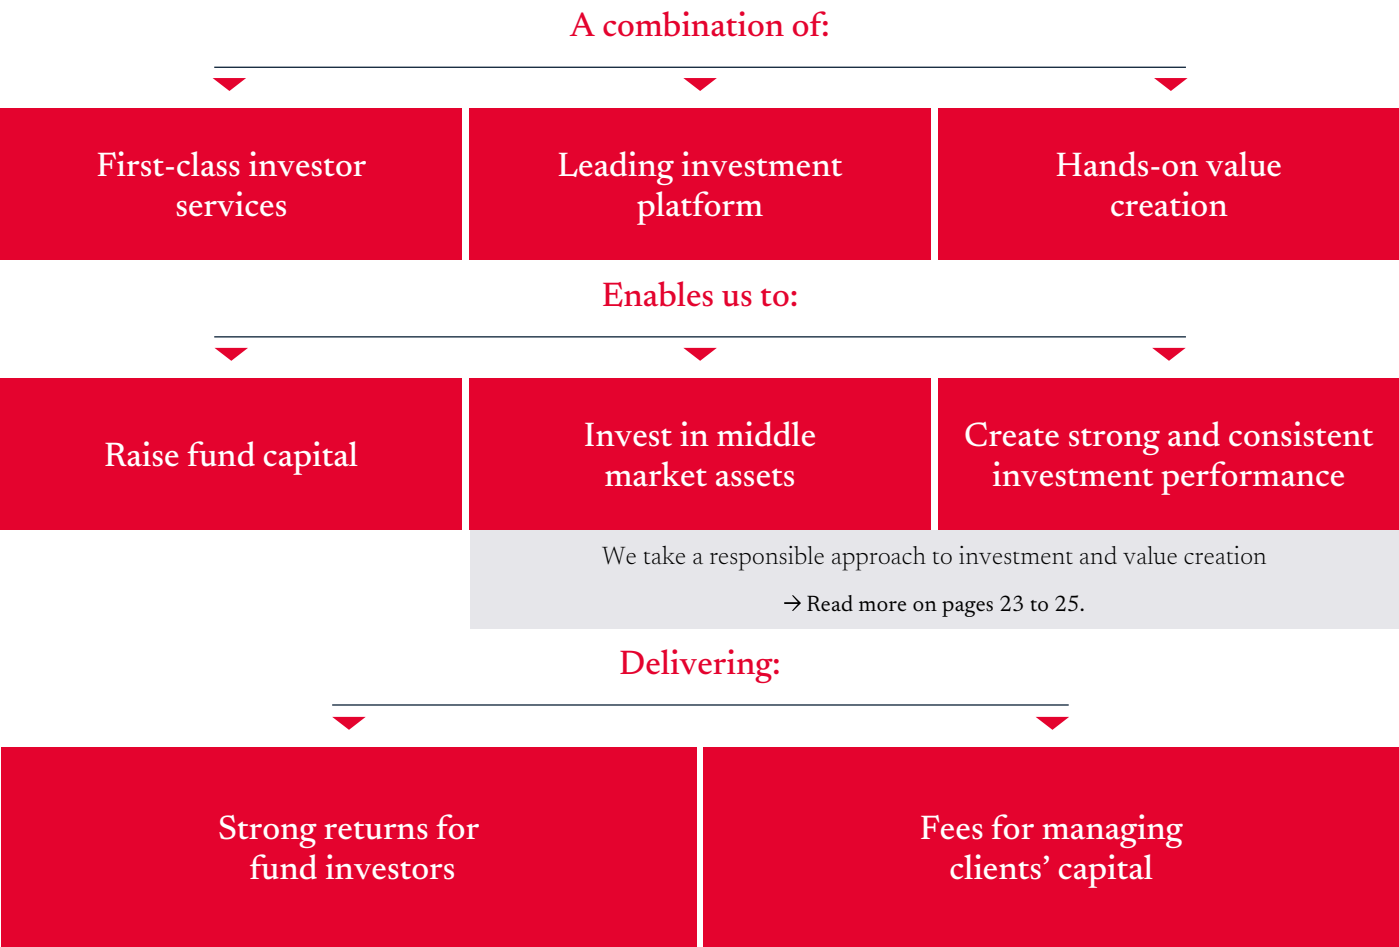 A combination of:
First-class investor
services
Leading investment
platform
Hands-on value
creation
Enables us to:
Raise fund capital
Invest in middle
market assets
Create strong and consistent
investment performance
We take a responsible approach to investment and value creation
→ Read more on pages 23 to 25.
Delivering:
Strong returns for
fund investors
Fees for managing
clients’ capital